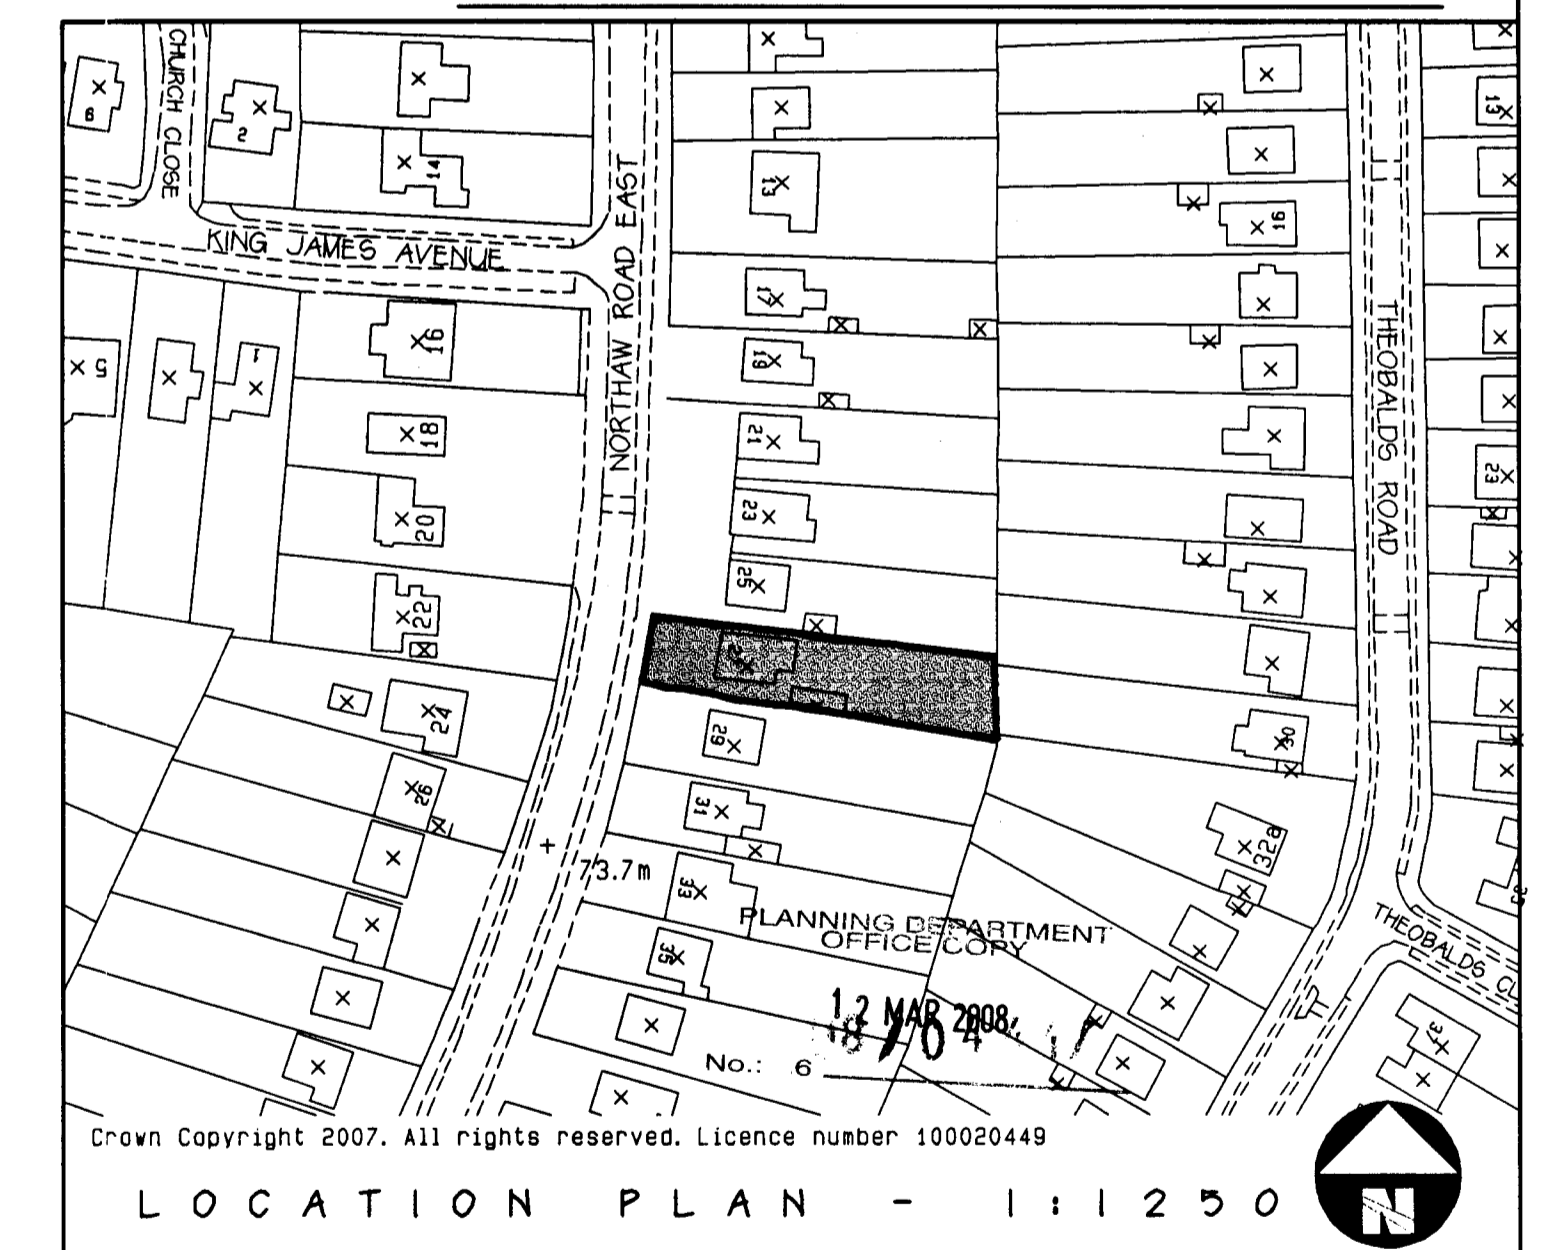 CHURCH CLOSE
6
2
14
13
13
KING JAMES AVENUE
NORTHAW ROAD EAST
16
17
THEOBALDS ROAD
5
1
16
19
18
21
23
20
23
25
22
27
24
29
30
26
31
32a
73.7m
33
PLANNING DEPARTMENT
OFFICE COPY
THEOBALDS CL
35
12 MAR 2008
37
No.: 6
Crown Copyright 2007. All rights reserved. Licence number 100020449
LOCATION PLAN - 1:1250
N